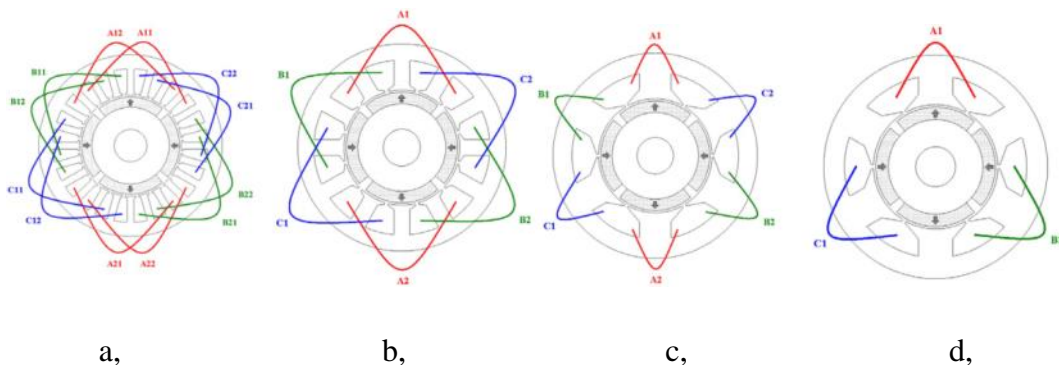 A12 A11
B11 C22
B12 C21
C11 B22
C12 B21
A21 A22
A1
B1 C2
C1 B2
A2
A1
B1 C2
C1 B2
A2
A1
C1
a, b, c, d,